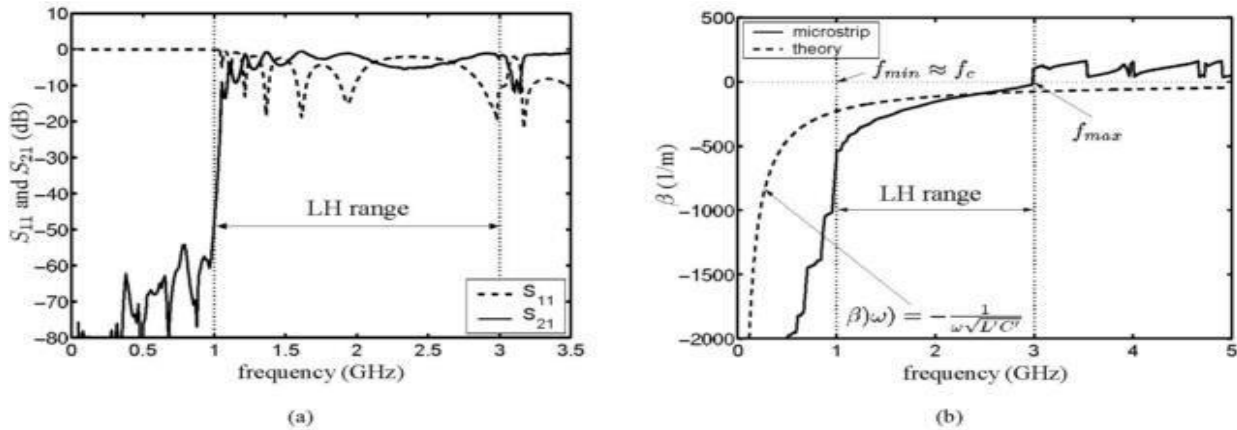 10
0
−10
−20
−30
−40
−50
−60
−70
−80
S11 and S21 (dB)
LH range
S11
S21
0 0.5 1 1.5 2 2.5 3 3.5
frequency (GHz)
(a)
500
0
−500
−1000
−1500
−2000
β (1/m)
microstrip
theory
fmin ≈ fc
fmax
LH range
β)ω) = − 1/ω√L'C'
0 1 2 3 4 5
frequency (GHz)
(b)